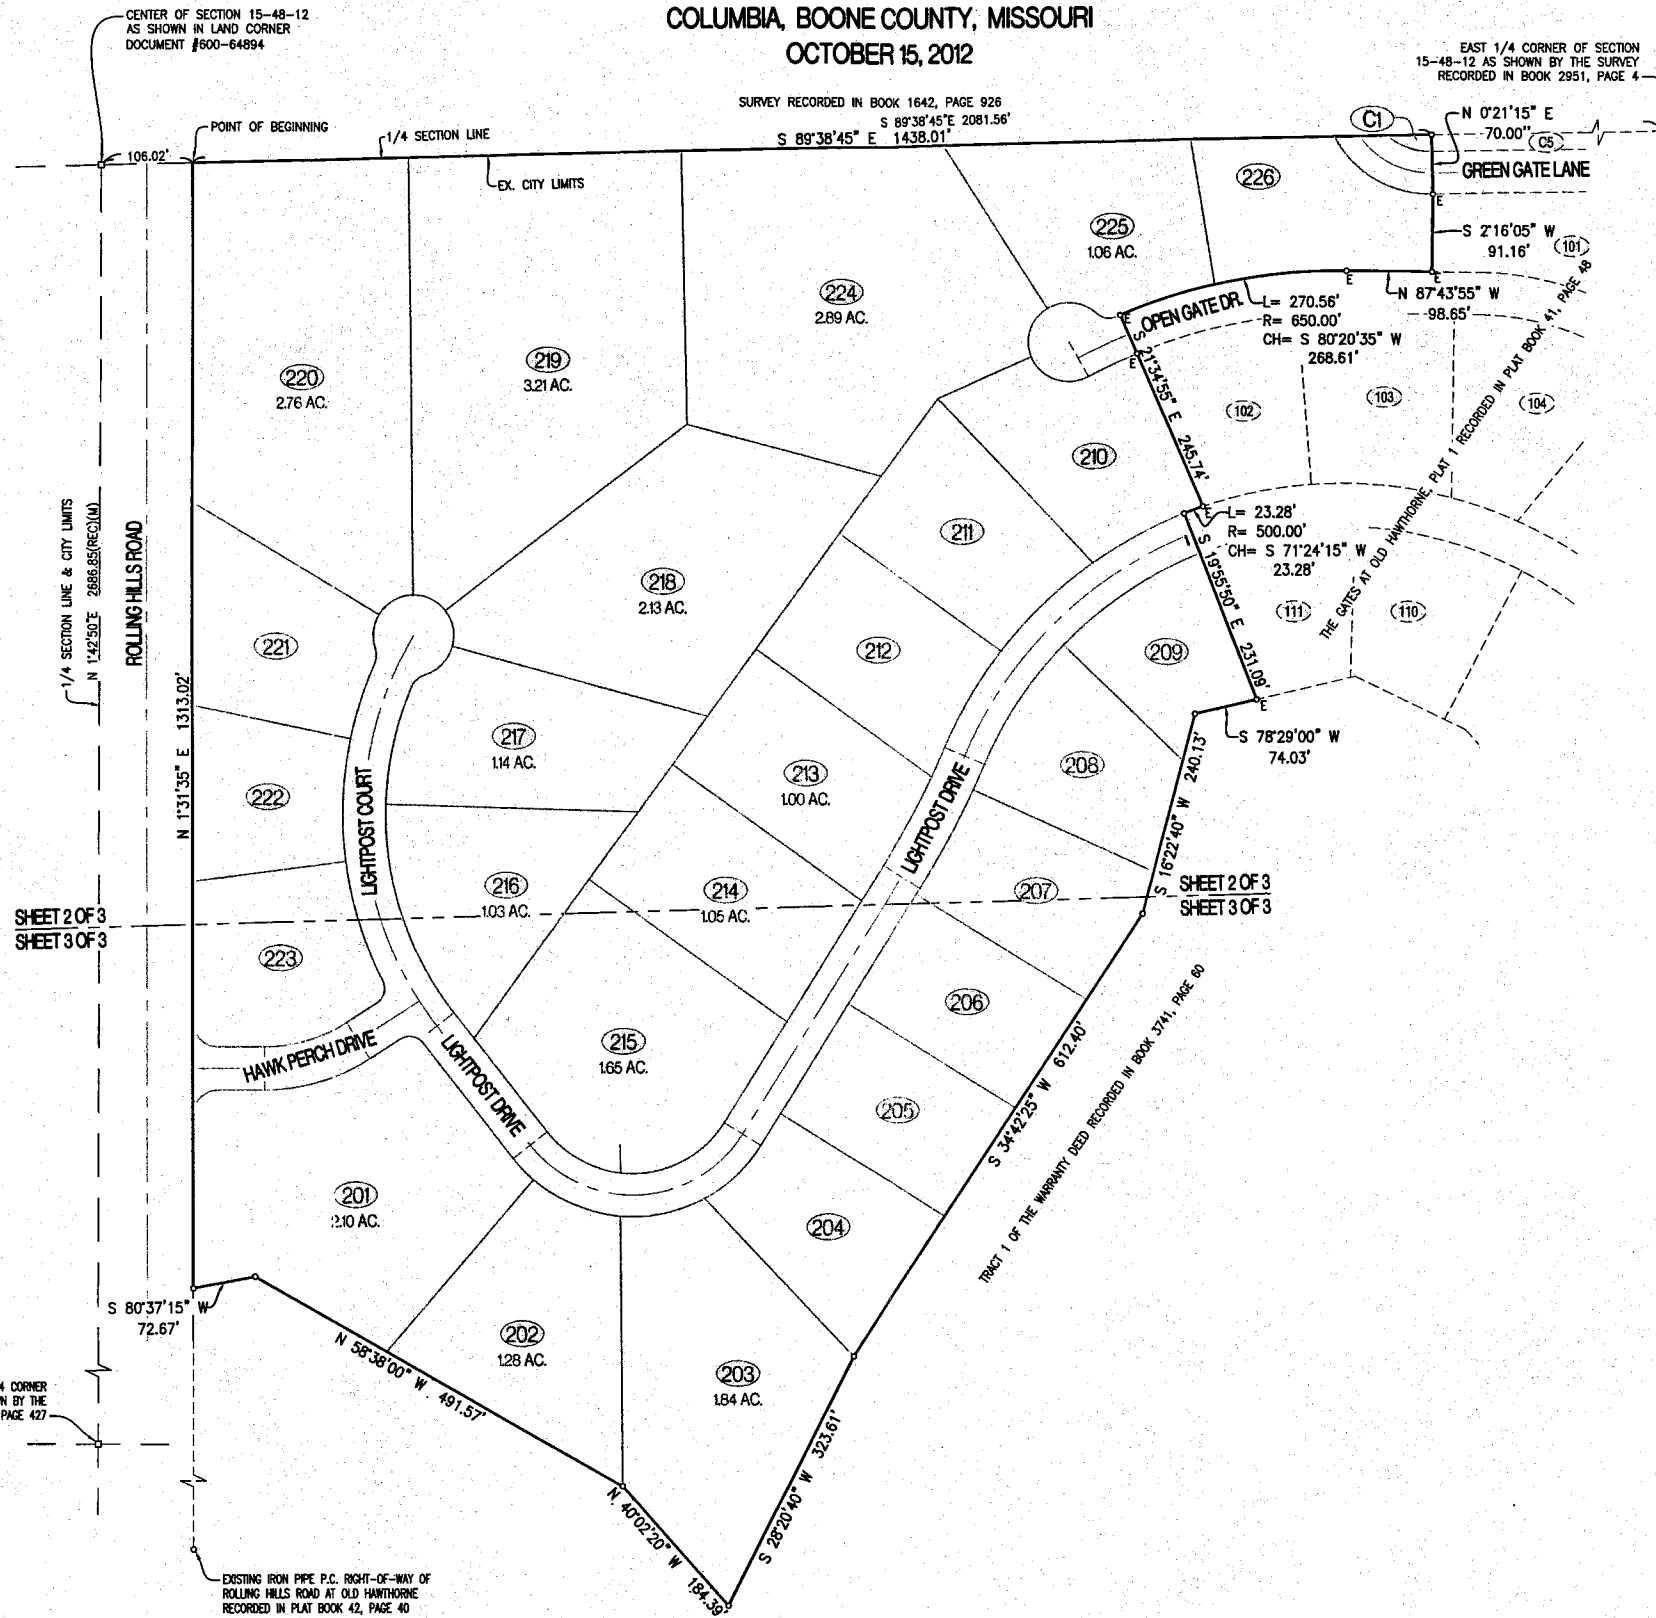 COLUMBIA, BOONE COUNTY, MISSOURI
OCTOBER 15, 2012
CENTER OF SECTION 15-48-12
AS SHOWN IN LAND CORNER
DOCUMENT #600-64894
EAST 1/4 CORNER OF SECTION
15-48-12 AS SHOWN BY THE SURVEY
RECORDED IN BOOK 2951, PAGE 4
SURVEY RECORDED IN BOOK 1642, PAGE 926
S 89°38'45"E 2081.56'
S 89°38'45" E 1438.01'
POINT OF BEGINNING
1/4 SECTION LINE
106.02'
EX. CITY LIMITS
C1
N 0°21'15" E
70.00"
C5
GREEN GATE LANE
S 2°16'05" W
91.16'
101
N 87°43'55" W
98.65'
226
225
1.06 AC.
224
2.89 AC.
219
3.21 AC.
220
2.76 AC.
OPEN GATE DR.
L= 270.56'
R= 650.00'
CH= S 80°20'35" W
268.61'
S 21°34'55" E 245.74'
102
103
104
THE GATES AT OLD HAWTHORNE, PLAT 1 RECORDED IN PLAT BOOK 41, PAGE 48
210
211
L= 23.28'
R= 500.00'
CH= S 71°24'15" W
23.28'
S 19°55'50" E 231.09'
111
110
1/4 SECTION LINE & CITY LIMITS
N 1°42'50"E 2686.85(REC)(M)
ROLLING HILLS ROAD
N 1°31'35" E 1313.02'
218
2.13 AC.
221
212
209
S 78°29'00" W
74.03'
S 16°22'40" W 240.13'
217
1.14 AC.
213
1.00 AC.
208
222
LIGHTPOST COURT
LIGHTPOST DRIVE
216
1.03 AC.
214
1.05 AC.
207
SHEET 2 OF 3
SHEET 3 OF 3
SHEET 2 OF 3
SHEET 3 OF 3
223
206
HAWK PERCH DRIVE
LIGHTPOST DRIVE
215
1.65 AC.
205
S 34°42'25" W 612.40'
TRACT 1 OF THE WARRANTY DEED RECORDED IN BOOK 3741, PAGE 60
201
2.10 AC.
204
S 80°37'15" W
72.67'
N 58°38'00" W 491.57'
202
1.28 AC.
203
1.84 AC.
S 28°20'40" W 323.61'
N 40°02'20" W 184.39'
4 CORNER
N BY THE
PAGE 427
EXISTING IRON PIPE P.C. RIGHT-OF-WAY OF
ROLLING HILLS ROAD AT OLD HAWTHORNE
RECORDED IN PLAT BOOK 42, PAGE 40
E
E
E
E
E
E
E